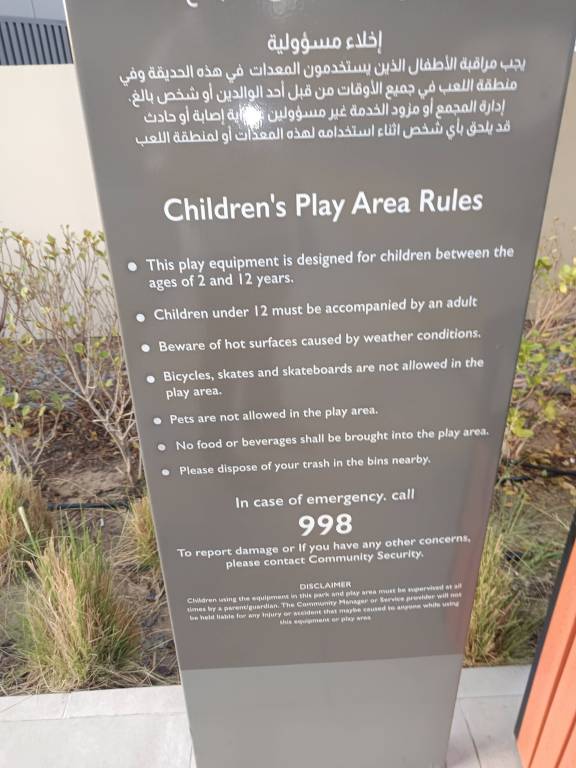 إخلاء مسؤولية
يجب مراقبة الأطفال الذين يستخدمون المعدات في هذه الحديقة وفي
منطقة اللعب في جميع الأوقات من قبل أحد الوالدين أو شخص بالغ.
إدارة المجمع أو مزود الخدمة غير مسؤولين إصابة أو حادث
قد يلحق بأي شخص اثناء استخدامه لهذه المعدات أو لمنطقة اللعب
Children's Play Area Rules
• This play equipment is designed for children between the
ages of 2 and 12 years.
• Children under 12 must be accompanied by an adult
• Beware of hot surfaces caused by weather conditions.
• Bicycles, skates and skateboards are not allowed in the
play area.
• Pets are not allowed in the play area.
• No food or beverages shall be brought into the play area.
• Please dispose of your trash in the bins nearby.
In case of emergency. call
998
To report damage or If you have any other concerns,
please contact Community Security.
DISCLAIMER
Children using the equipment in this park and play area must be supervised at all
times by a parent/guardian. The Community Manager or Service provider will not
be held liable for any Injury or accident that maybe caused to anyone while using
this equipment or play area